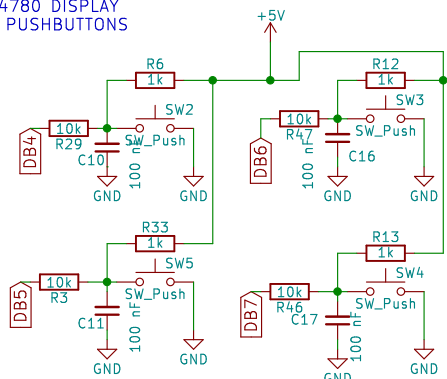 4780 DISPLAY
PUSHBUTTONS
+5V
R6
1k
R12
1k
SW2
SW3
10k
R29
SW_Push
10k
R47
SW_Push
DB4
C10
100 nF
DB6
C16
100 nF
GND
GND
GND
GND
R33
1k
R13
1k
SW5
SW4
10k
R3
SW_Push
10k
R46
SW_Push
DB5
C11
100 nF
DB7
C17
100 nF
GND
GND
GND
GND